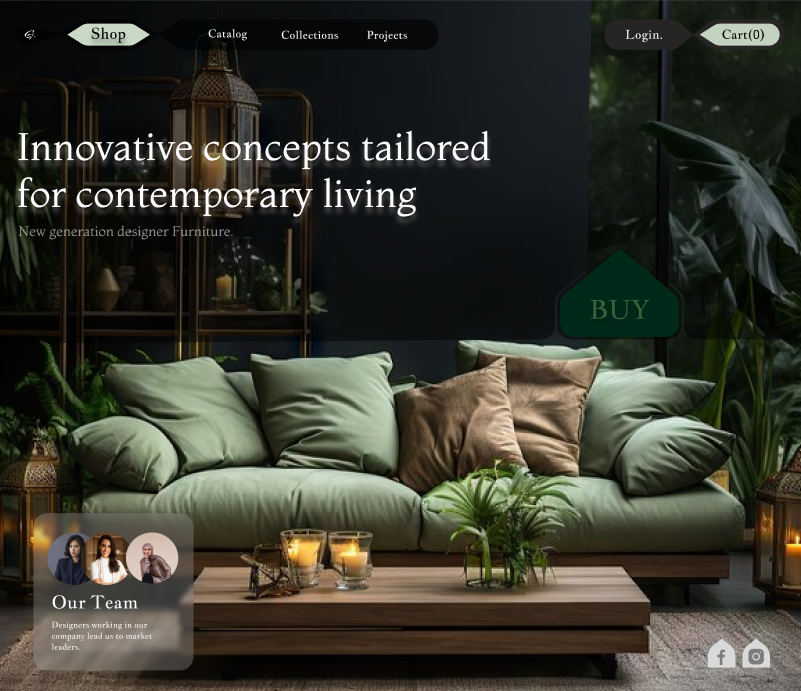 Shop
Catalog
Collections
Projects
Login.
Cart(0)
Innovative concepts tailored
for contemporary living
New generation designer Furniture.
BUY
Our Team
Designers working in our
company lead us to market
leaders.